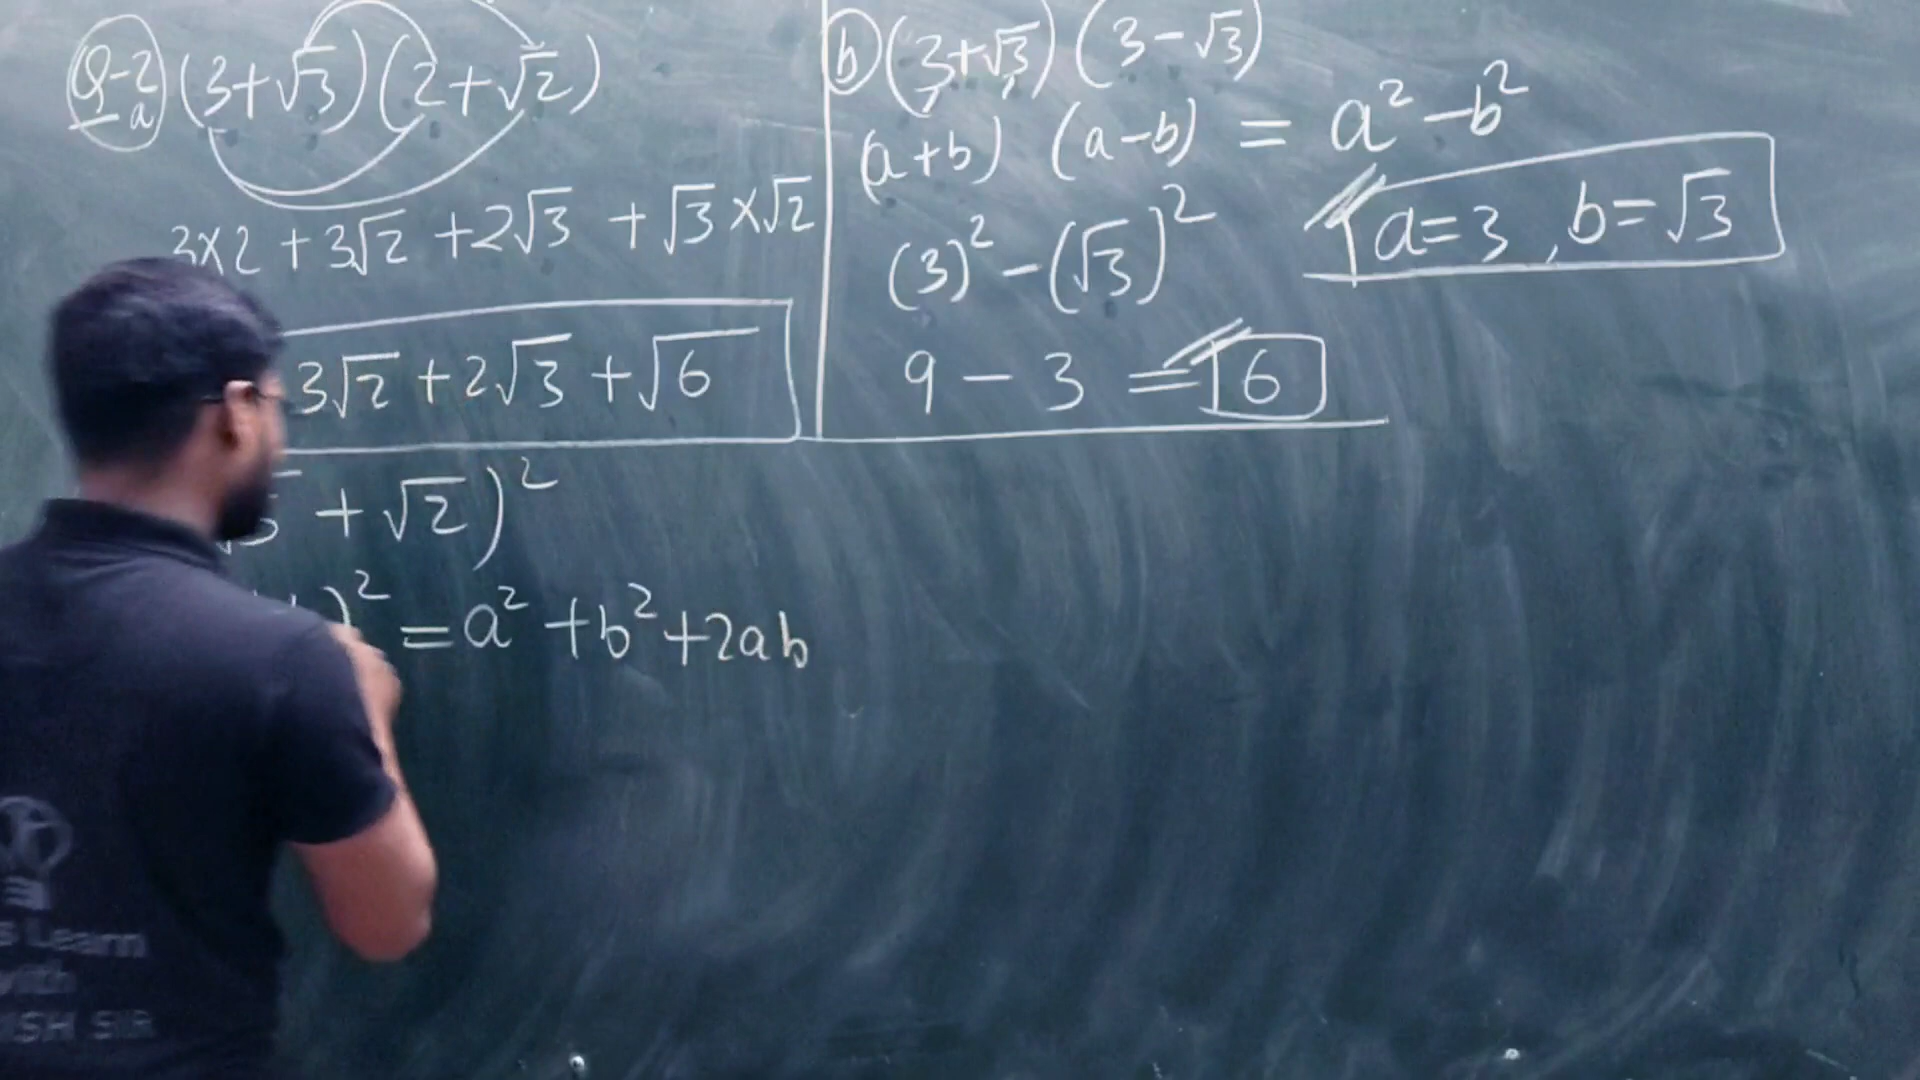 Q-2 a (3+√3)(2+√2)
3×2 + 3√2 + 2√3 + √3×√2
3√2 + 2√3 + √6
b (3+√3) (3-√3)
(a+b) (a-b) = a² - b²
a=3, b=√3
(3)² - (√3)²
9 - 3 = 6
√5 + √2)²
)² = a² + b² + 2ab
Learn
with
SIR